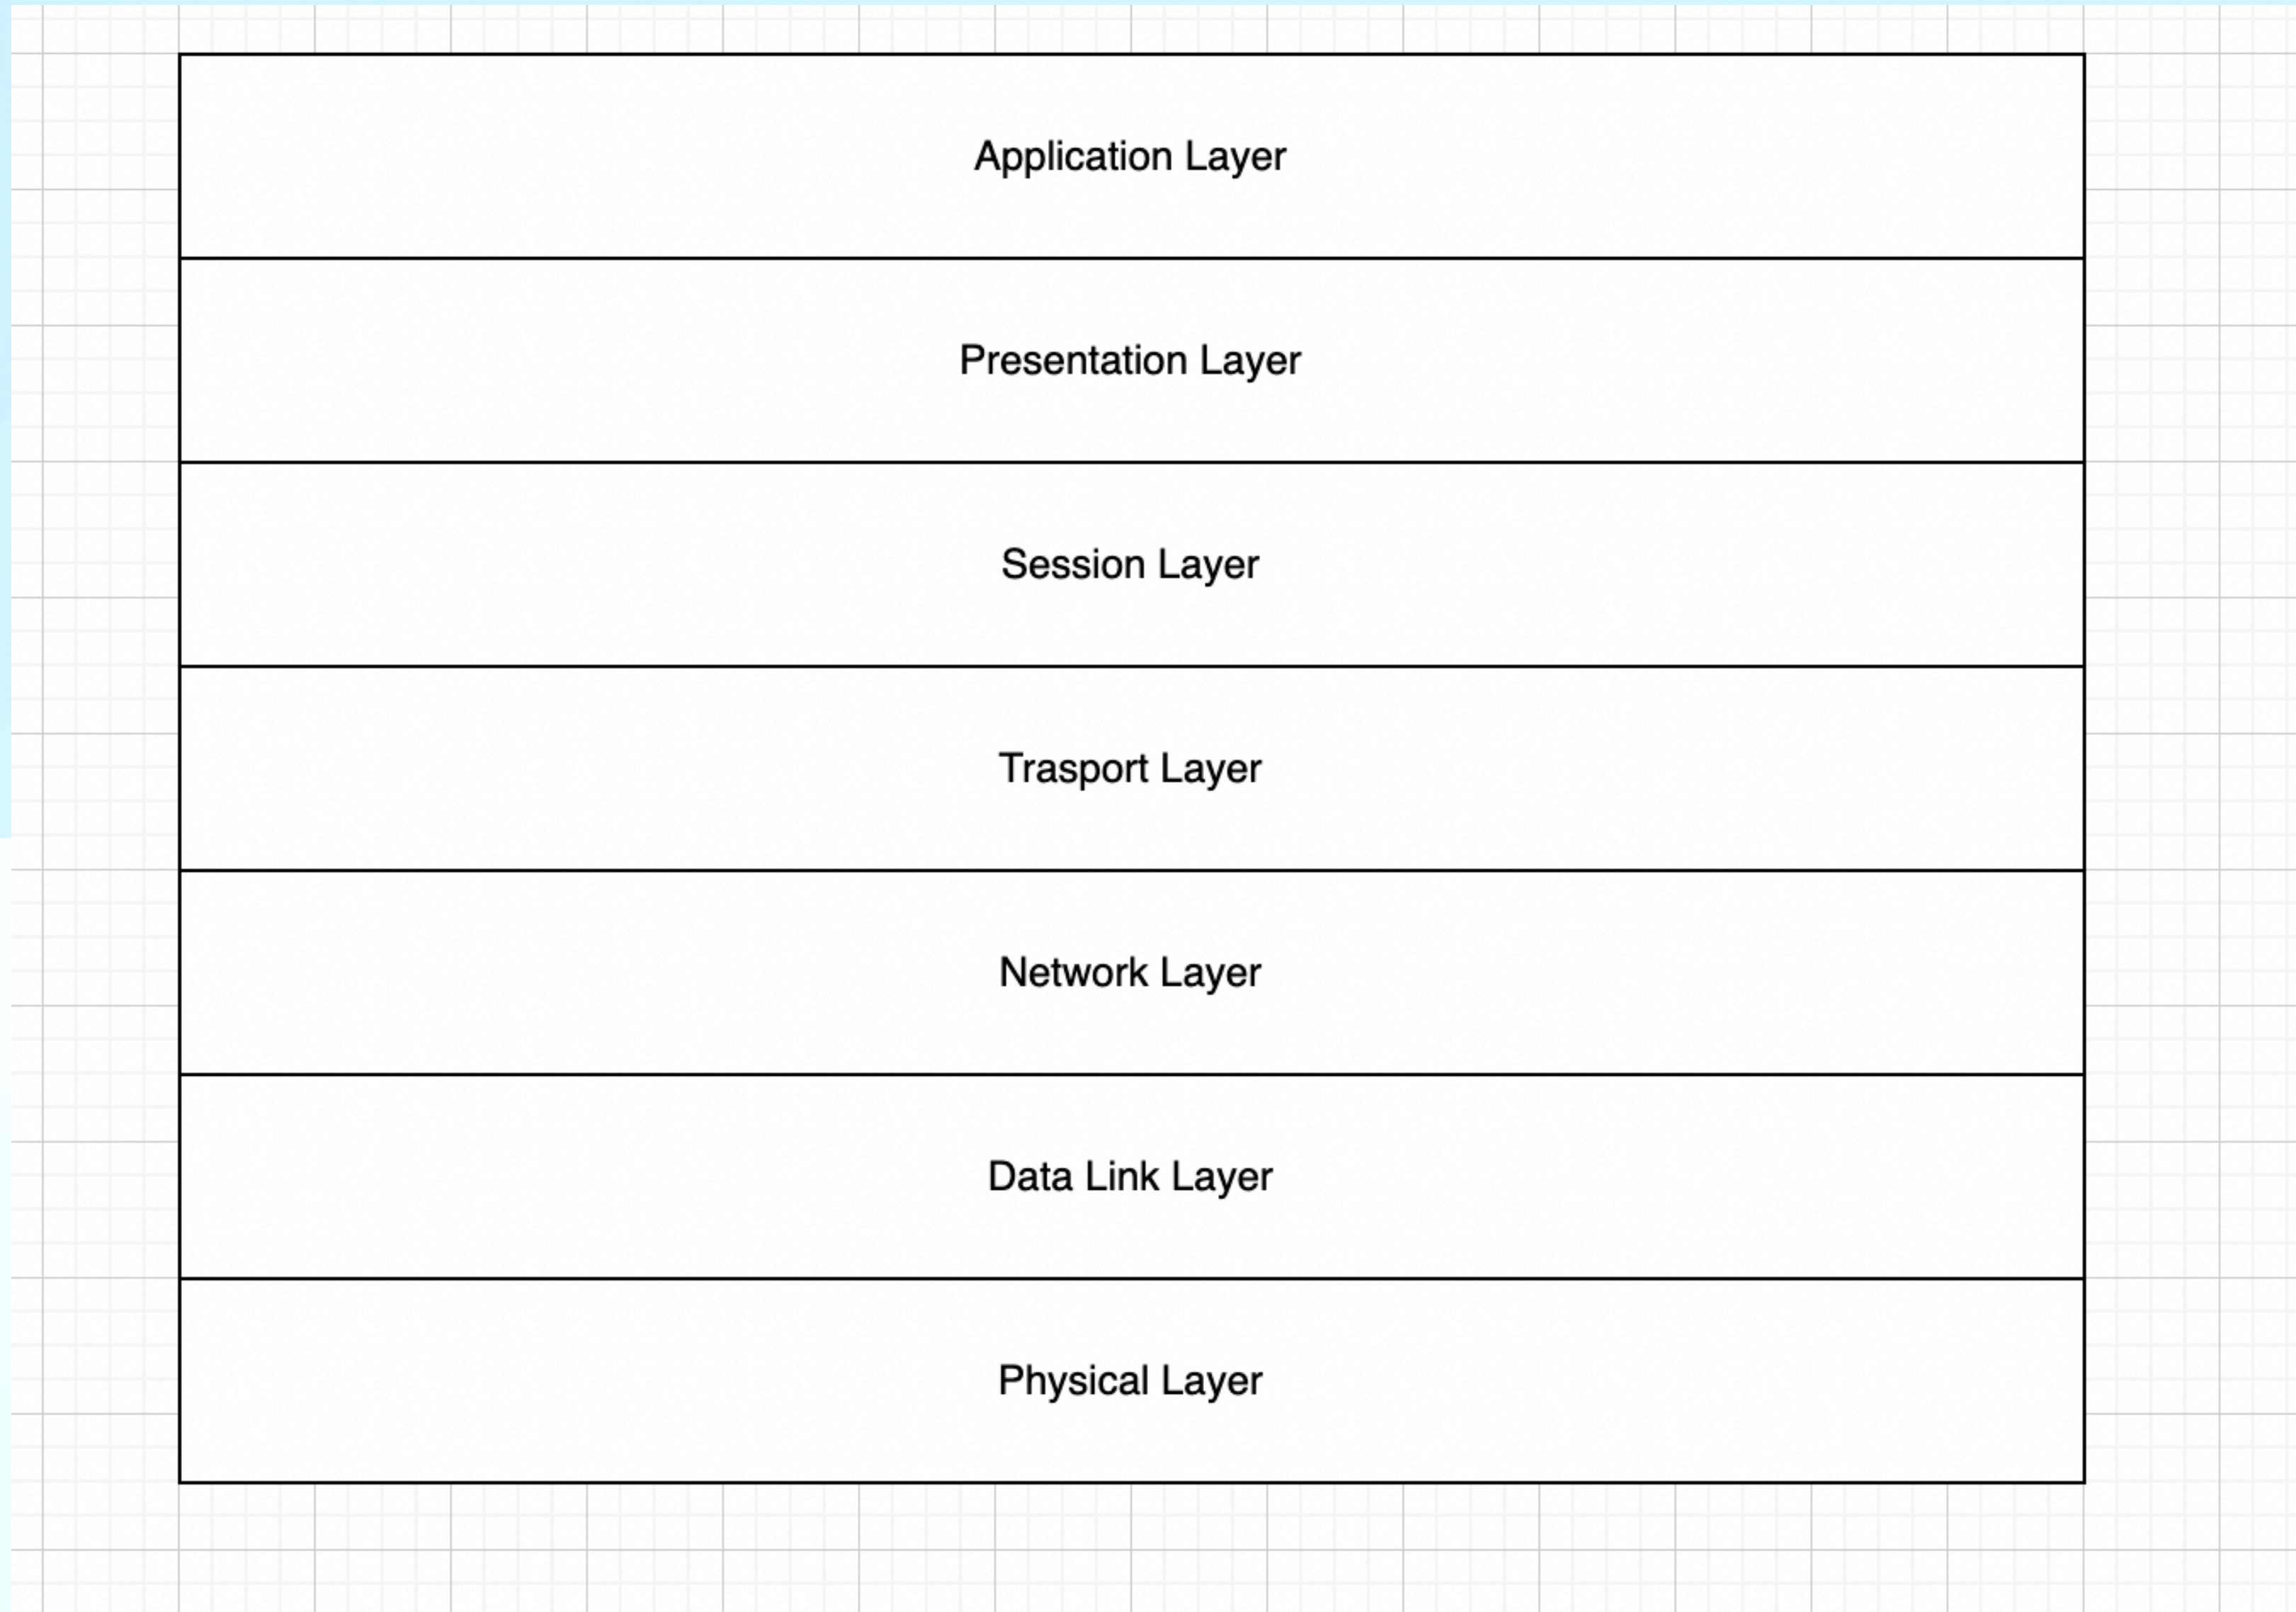 Application Layer
Presentation Layer
Session Layer
Trasport Layer
Network Layer
Data Link Layer
Physical Layer